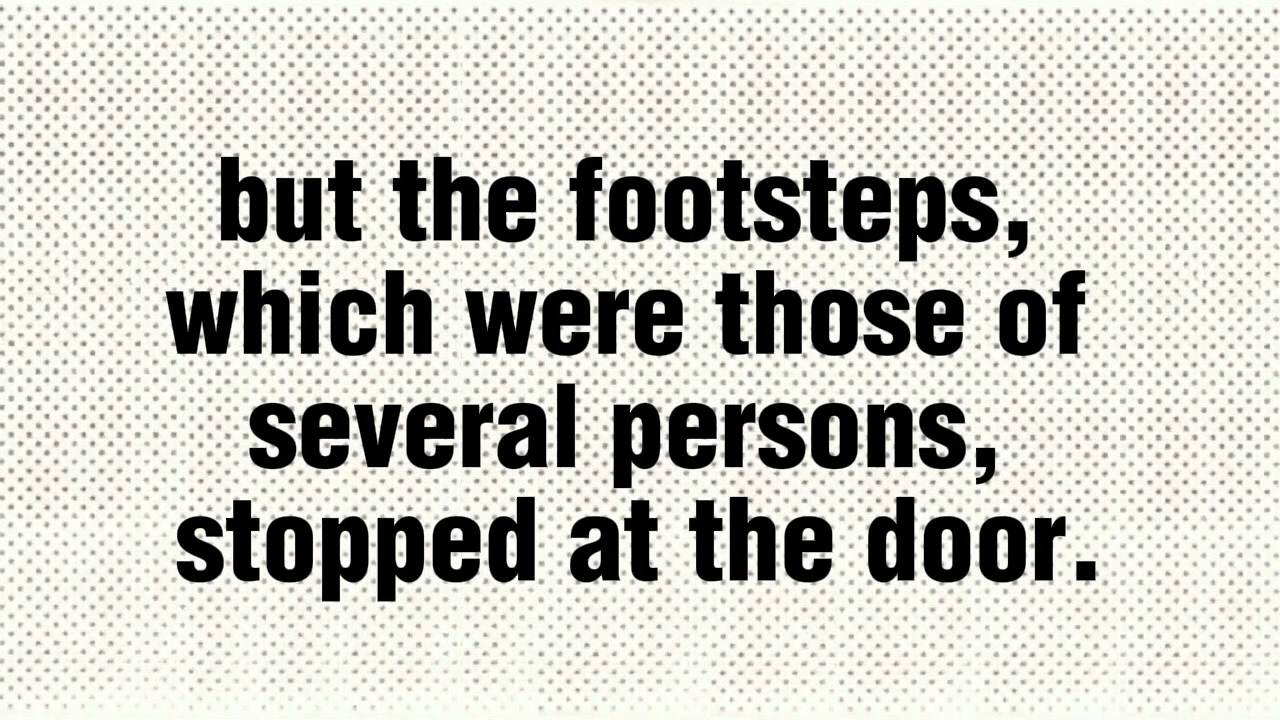 but the footsteps,
which were those of
several persons,
stopped at the door.